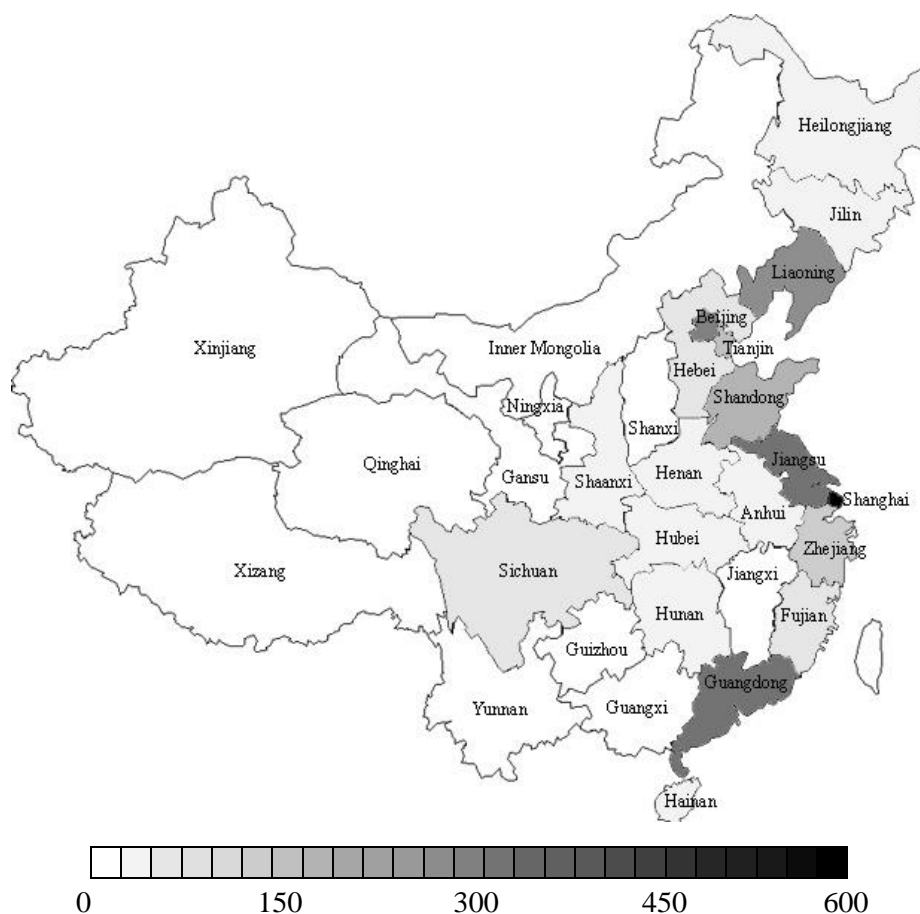 Heilongjiang
Jilin
Liaoning
Beijing
Xinjiang
Inner Mongolia
Tianjin
Hebei
Shandong
Ningxia
Shanxi
Qinghai
Jiangsu
Gansu
Shaanxi
Henan
Shanghai
Anhui
Hubei
Zhejiang
Xizang
Sichuan
Jiangxi
Hunan
Fujian
Guizhou
Guangdong
Yunnan
Guangxi
Hainan
0 150 300 450 600